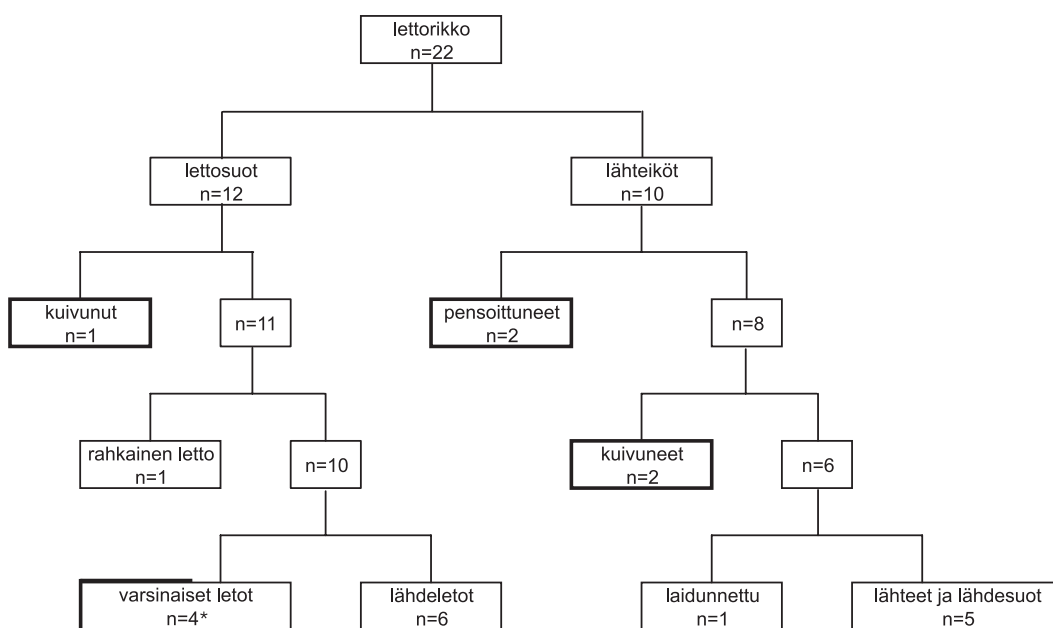 lettorikko
n=22
lettosuot
n=12
lähteiköt
n=10
kuivunut
n=1
n=11
pensoittuneet
n=2
n=8
rahkainen letto
n=1
n=10
kuivuneet
n=2
n=6
varsinaiset letot
n=4*
lähdeletot
n=6
laidunnettu
n=1
lähteet ja lähdesuot
n=5